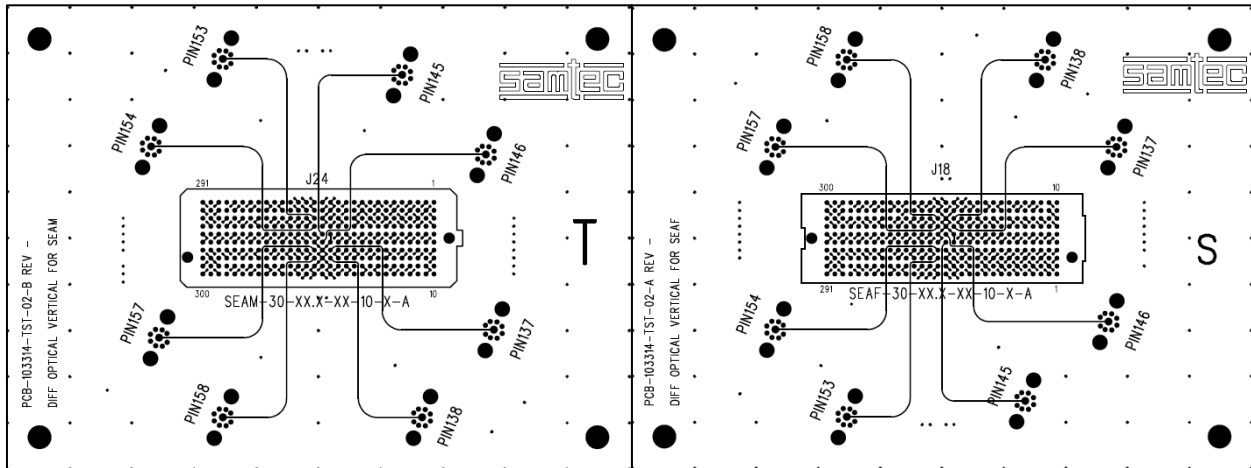 PIN153
PIN145
samtec
PIN154
PIN146
J24
291
1
T
300
10
SEAM-30-XX.X-XX-10-X-A
PIN157
PIN137
PIN158
PIN138
PCB-103314-TST-02-B REV -
DIFF OPTICAL VERTICAL FOR SEAM
PIN158
PIN138
samtec
PIN157
PIN137
J18
300
10
S
291
1
SEAF-30-XX.X-XX-10-X-A
PIN154
PIN146
PIN153
PIN145
PCB-103314-TST-02-A REV -
DIFF OPTICAL VERTICAL FOR SEAF